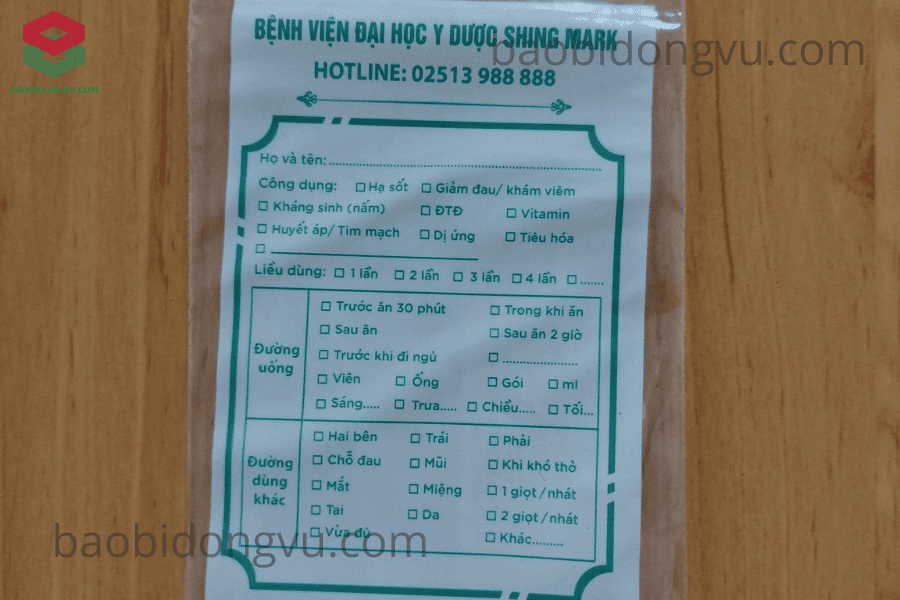 BỆNH VIỆN ĐẠI HỌC Y DƯỢC SHING MARK
baobidongvu.com
HOTLINE: 02513 988 888
BAOBIDONGVU.COM
Họ và tên:
Công dụng: ☐ Hạ sốt ☐ Giảm đau/ khám viêm
☐ Kháng sinh (nấm) ☐ ĐTĐ ☐ Vitamin
☐ Huyết áp/ Tim mạch ☐ Dị ứng ☐ Tiêu hóa
☐
Liều dùng: ☐ 1 lần ☐ 2 lần ☐ 3 lần ☐ 4 lần ☐ .......
Đường uống
☐ Trước ăn 30 phút ☐ Trong khi ăn
☐ Sau ăn ☐ Sau ăn 2 giờ
☐ Trước khi đi ngủ ☐ ....................
☐ Viên ☐ Ống ☐ Gói ☐ ml
☐ Sáng..... ☐ Trưa..... ☐ Chiều..... ☐ Tối...
Đường dùng khác
☐ Hai bên ☐ Trái ☐ Phải
☐ Chỗ đau ☐ Mũi ☐ Khi khó thở
☐ Mắt ☐ Miệng ☐ 1 giọt /nhát
☐ Tai ☐ Da ☐ 2 giọt /nhát
☐ Vừa đủ ☐ Khác.........
baobidongvu.com